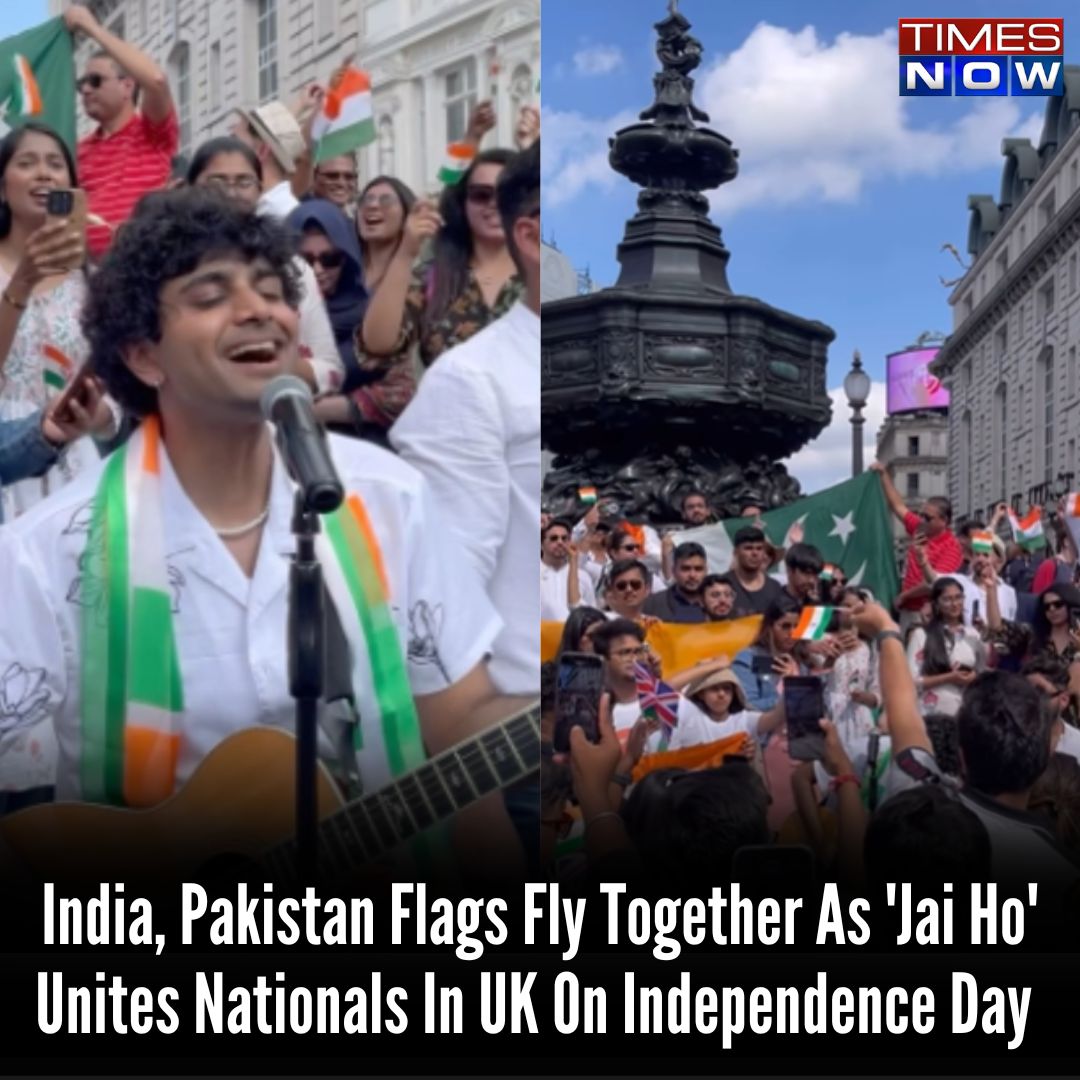 TIMES
NOW
India, Pakistan Flags Fly Together As 'Jai Ho'
Unites Nationals In UK On Independence Day